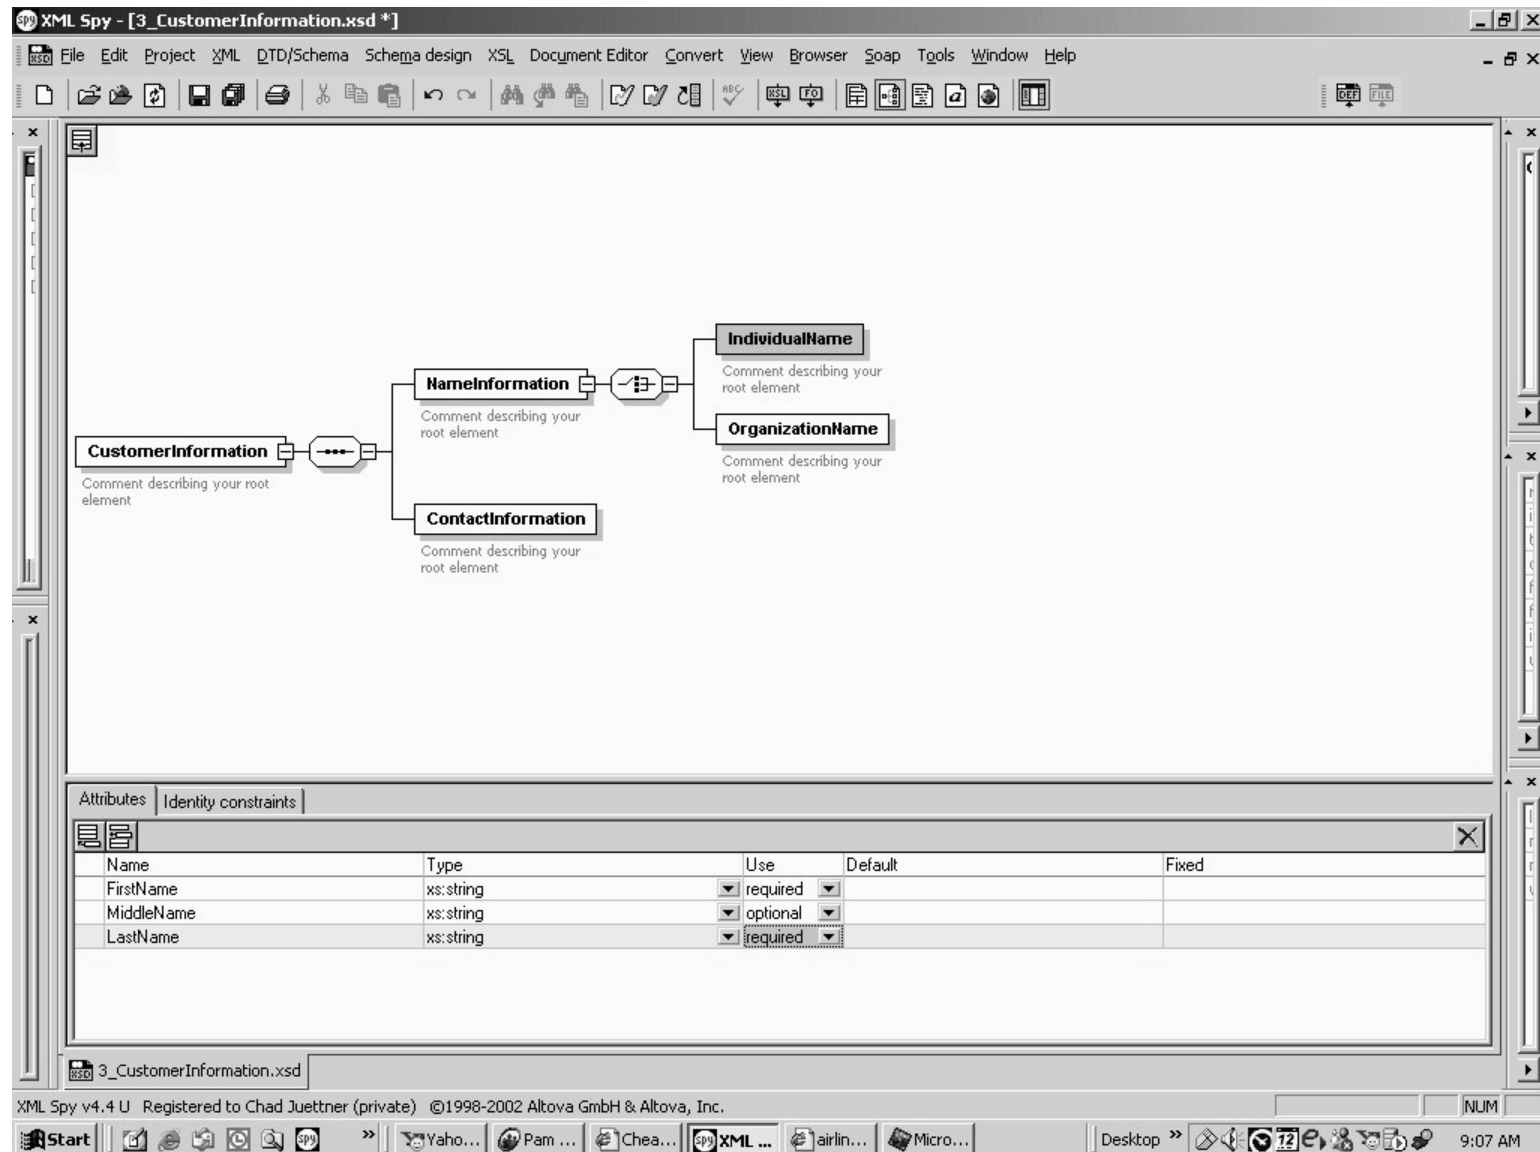 XML Spy - [3_CustomerInformation.xsd *]
File Edit Project XML DTD/Schema Schema design XSL Document Editor Convert View Browser Soap Tools Window Help
IndividualName
Comment describing your
root element
NameInformation
Comment describing your
root element
OrganizationName
Comment describing your
root element
CustomerInformation
Comment describing your root
element
ContactInformation
Comment describing your
root element
Attributes Identity constraints
Name Type Use Default Fixed
FirstName xs:string required
MiddleName xs:string optional
LastName xs:string required
3_CustomerInformation.xsd
XML Spy v4.4 U Registered to Chad Juettner (private) ©1998-2002 Altova GmbH & Altova, Inc. NUM
Start Yaho... Pam ... Chea... XML ... airlin... Micro... Desktop » 9:07 AM